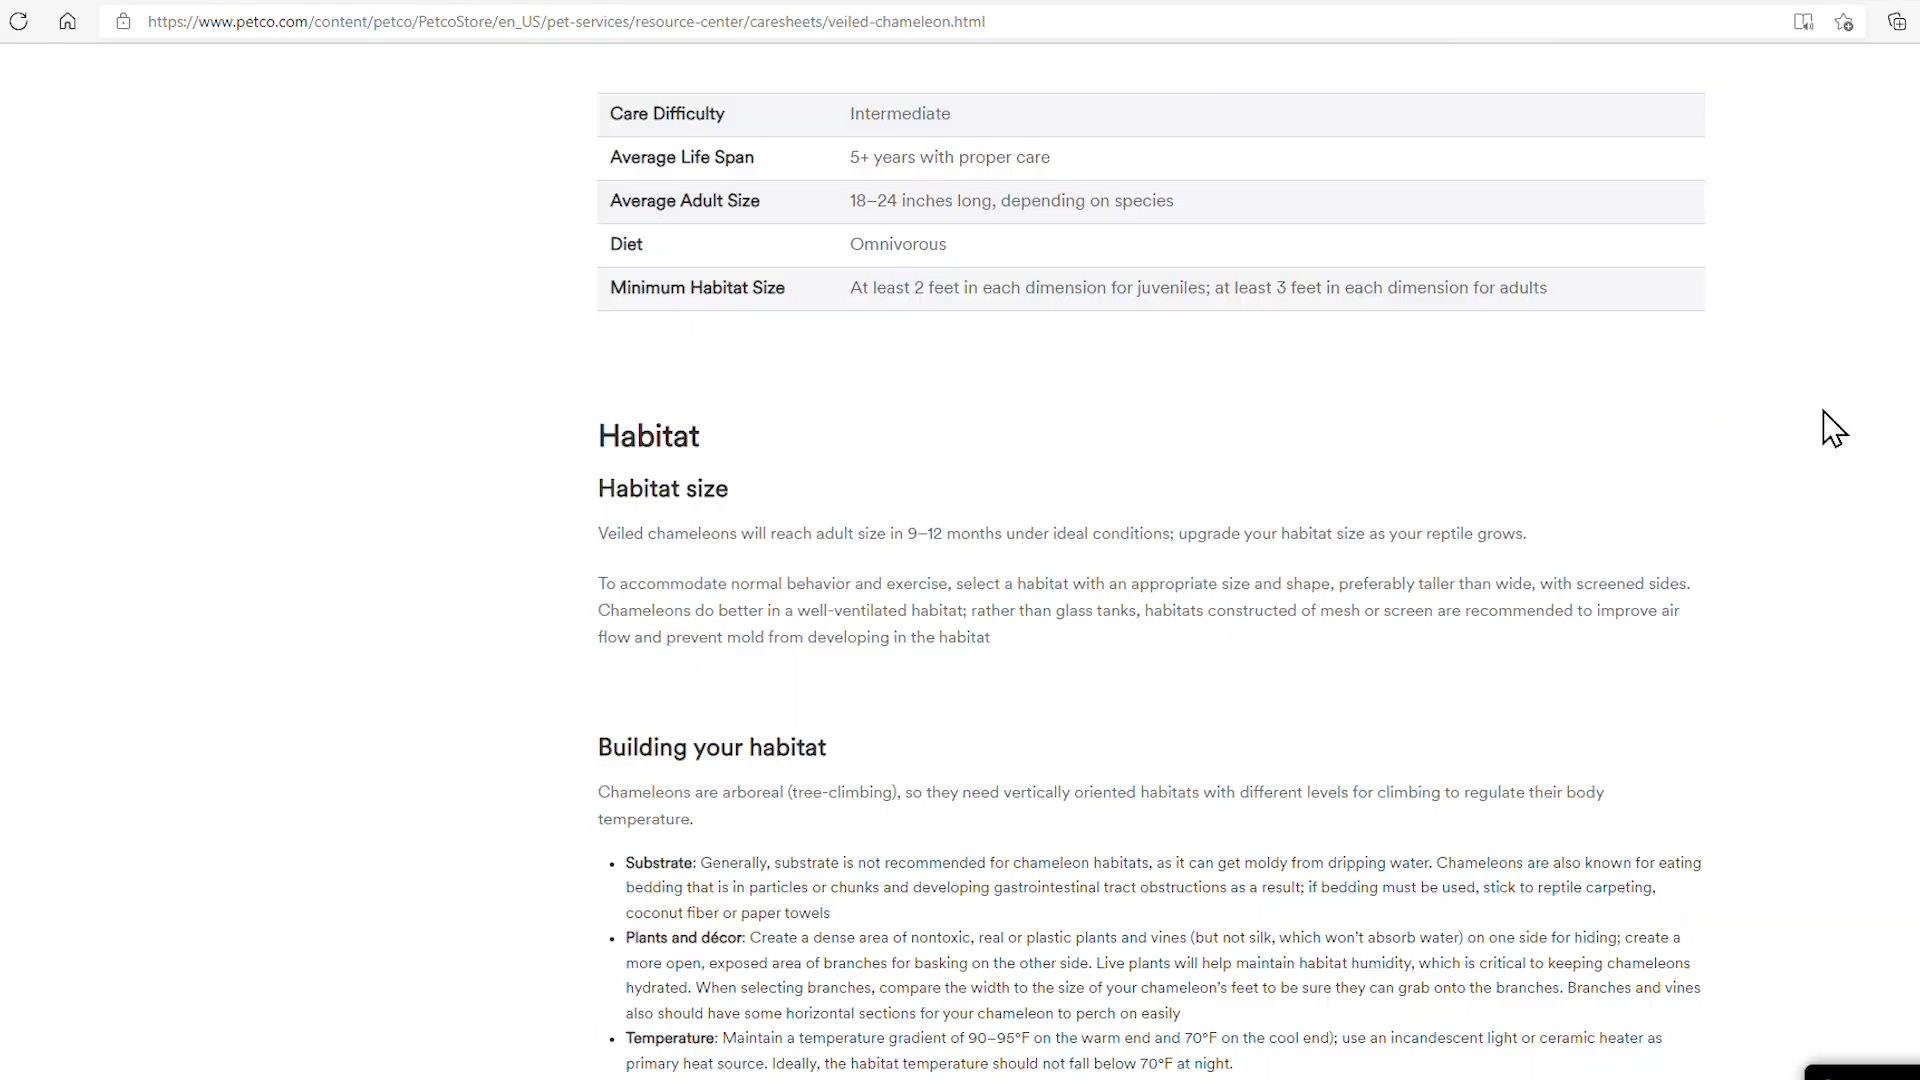 https://www.petco.com/content/petco/PetcoStore/en_US/pet-services/resource-center/caresheets/veiled-chameleon.html
Care Difficulty Intermediate
Average Life Span 5+ years with proper care
Average Adult Size 18–24 inches long, depending on species
Diet Omnivorous
Minimum Habitat Size At least 2 feet in each dimension for juveniles; at least 3 feet in each dimension for adults
Habitat
Habitat size
Veiled chameleons will reach adult size in 9–12 months under ideal conditions; upgrade your habitat size as your reptile grows.
To accommodate normal behavior and exercise, select a habitat with an appropriate size and shape, preferably taller than wide, with screened sides.
Chameleons do better in a well-ventilated habitat; rather than glass tanks, habitats constructed of mesh or screen are recommended to improve air
flow and prevent mold from developing in the habitat
Building your habitat
Chameleons are arboreal (tree-climbing), so they need vertically oriented habitats with different levels for climbing to regulate their body
temperature.
• Substrate: Generally, substrate is not recommended for chameleon habitats, as it can get moldy from dripping water. Chameleons are also known for eating
bedding that is in particles or chunks and developing gastrointestinal tract obstructions as a result; if bedding must be used, stick to reptile carpeting,
coconut fiber or paper towels
• Plants and décor: Create a dense area of nontoxic, real or plastic plants and vines (but not silk, which won't absorb water) on one side for hiding; create a
more open, exposed area of branches for basking on the other side. Live plants will help maintain habitat humidity, which is critical to keeping chameleons
hydrated. When selecting branches, compare the width to the size of your chameleon's feet to be sure they can grab onto the branches. Branches and vines
also should have some horizontal sections for your chameleon to perch on easily
• Temperature: Maintain a temperature gradient of 90–95°F on the warm end and 70°F on the cool end); use an incandescent light or ceramic heater as
primary heat source. Ideally, the habitat temperature should not fall below 70°F at night.